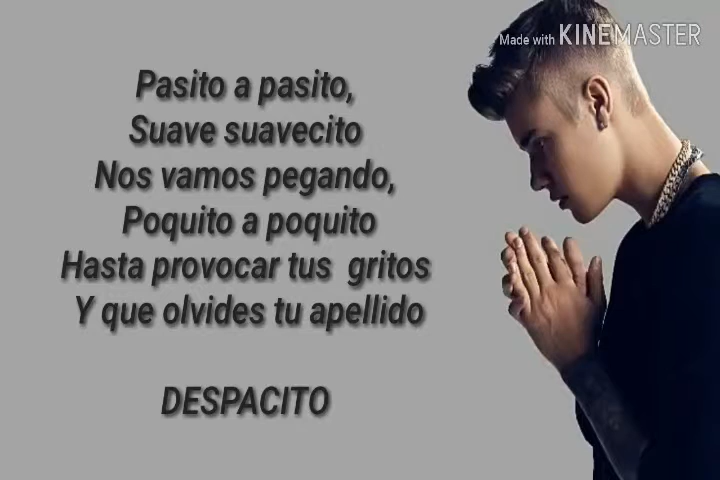 Made with KINEMASTER
Pasito a pasito,
Suave suavecito
Nos vamos pegando,
Poquito a poquito
Hasta provocar tus gritos
Y que olvides tu apellido
DESPACITO